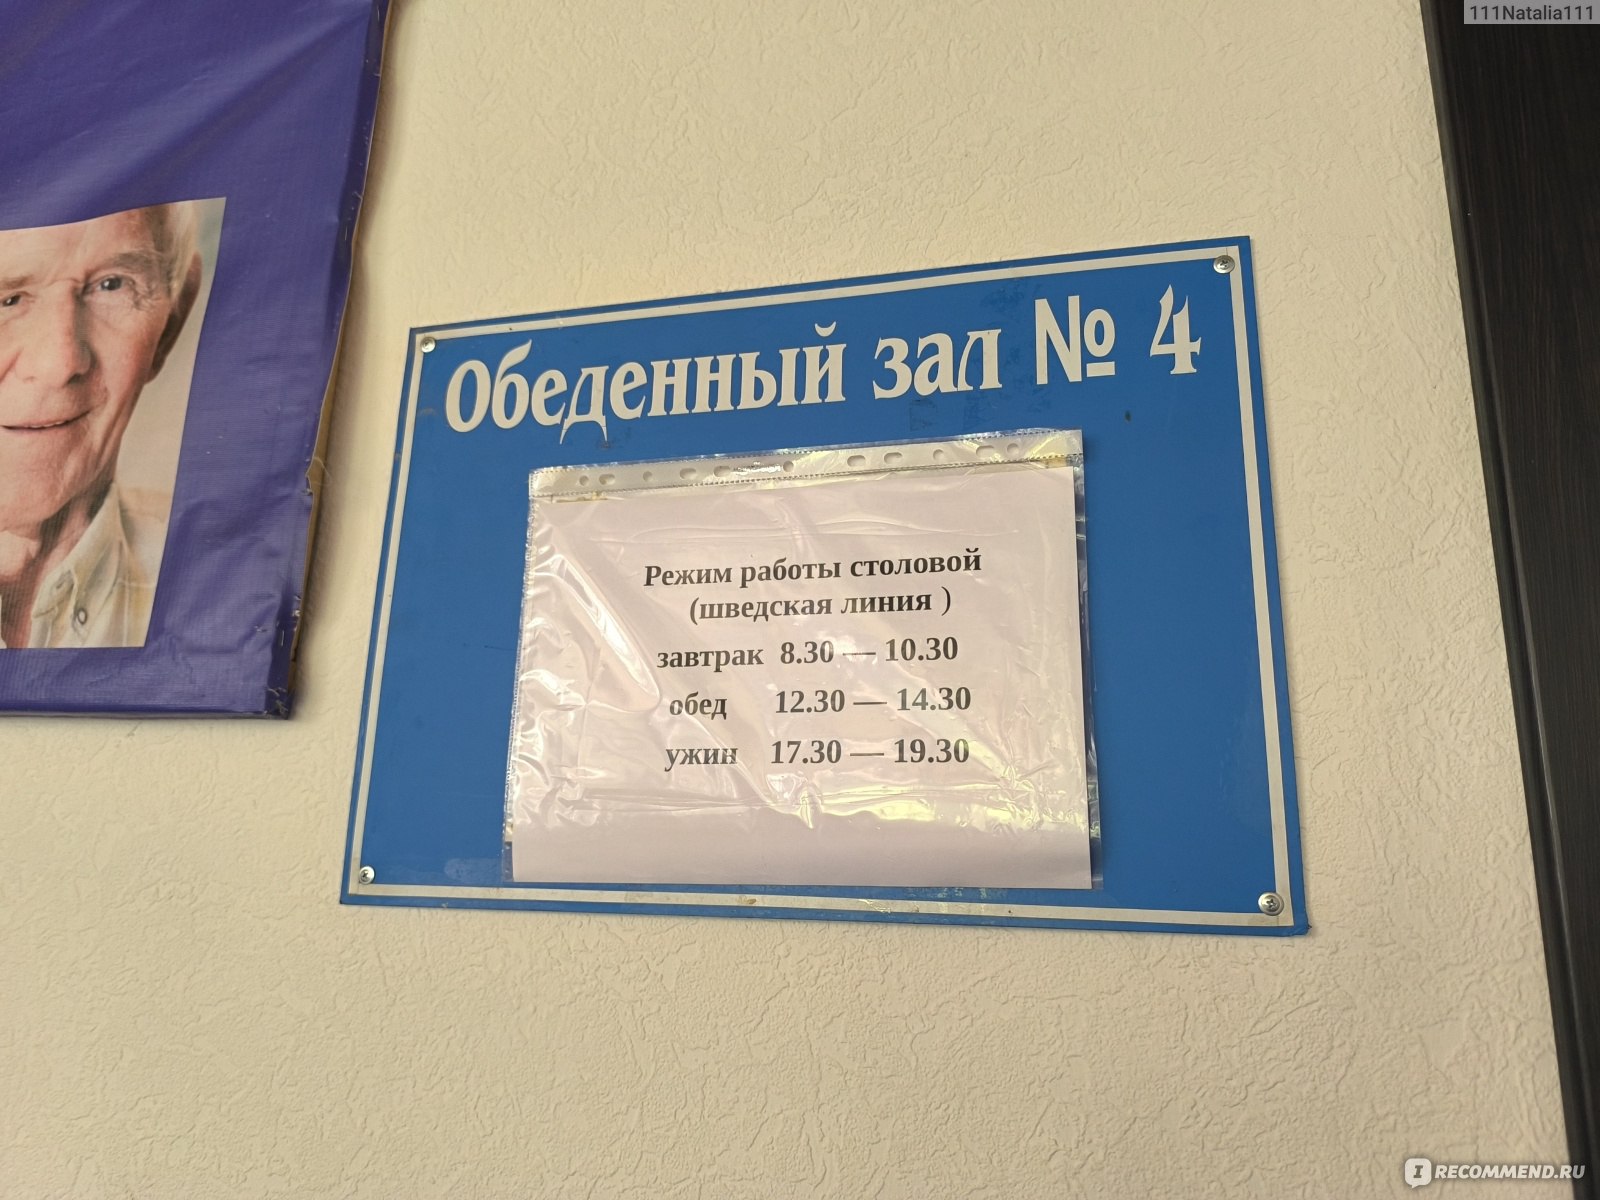 111Natalia111
Обеденный зал № 4
Режим работы столовой
(шведская линия )
завтрак 8.30 — 10.30
обед 12.30 — 14.30
ужин 17.30 — 19.30
IRECOMMEND.RU